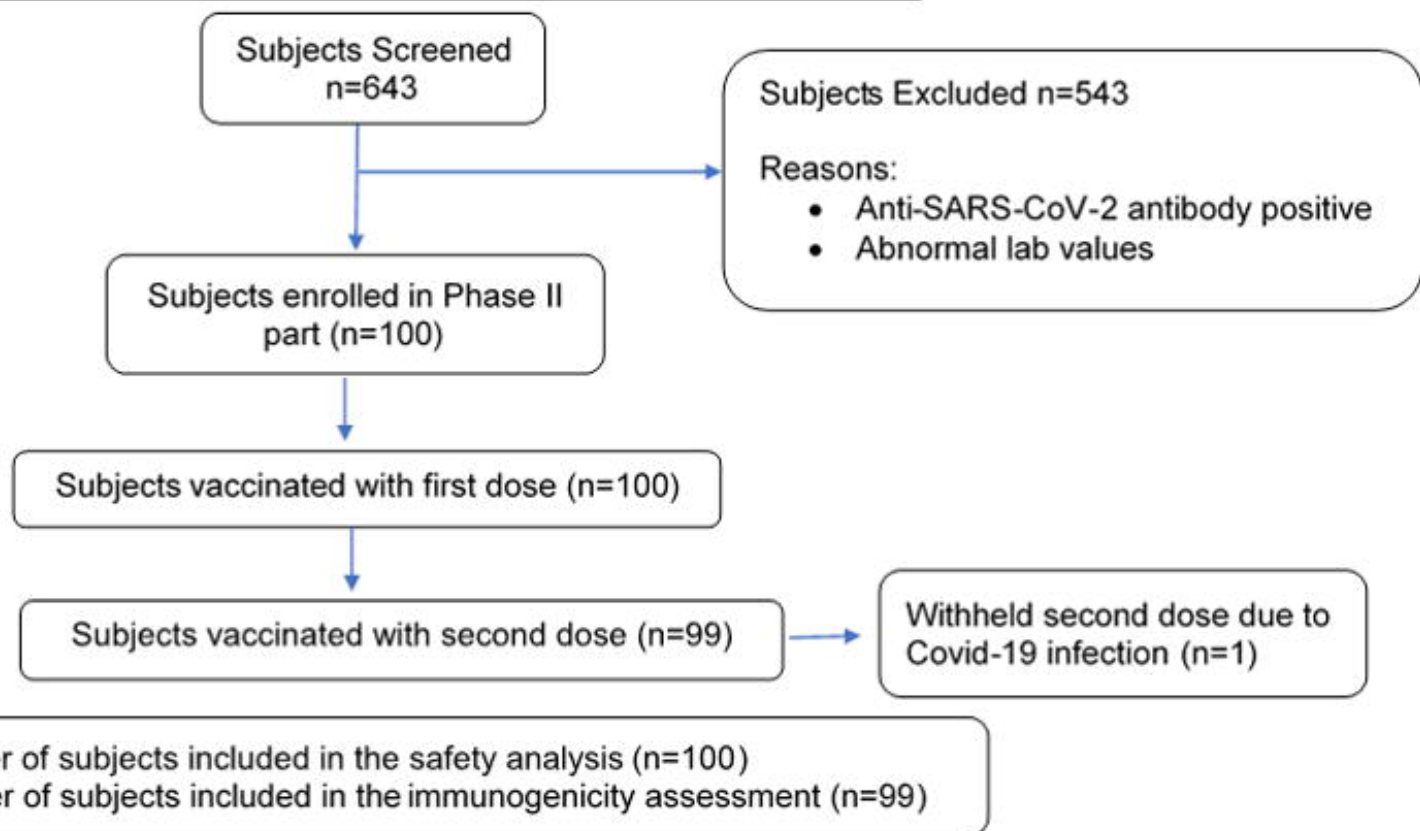 Subjects Screened
n=643
Subjects Excluded n=543
Reasons:
• Anti-SARS-CoV-2 antibody positive
• Abnormal lab values
Subjects enrolled in Phase II
part (n=100)
Subjects vaccinated with first dose (n=100)
Subjects vaccinated with second dose (n=99)
Withheld second dose due to
Covid-19 infection (n=1)
of subjects included in the safety analysis (n=100)
of subjects included in the immunogenicity assessment (n=99)